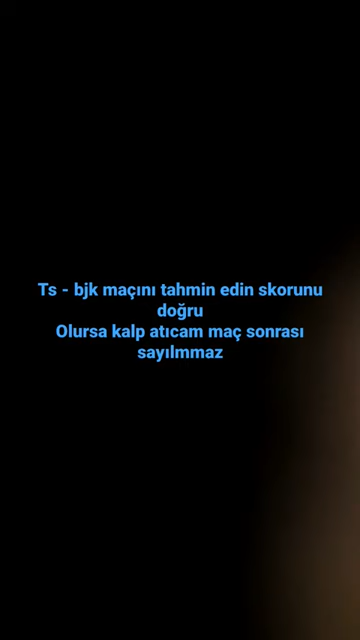 Ts - bjk maçını tahmin edin skorunu
doğru
Olursa kalp atıcam maç sonrası
sayılmmaz